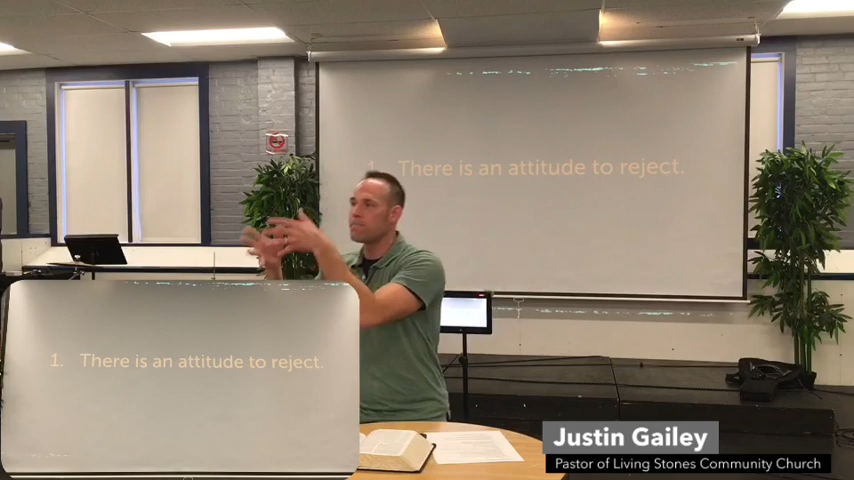 1. There is an attitude to reject.
1. There is an attitude to reject.
Justin Gailey
Pastor of Living Stones Community Church